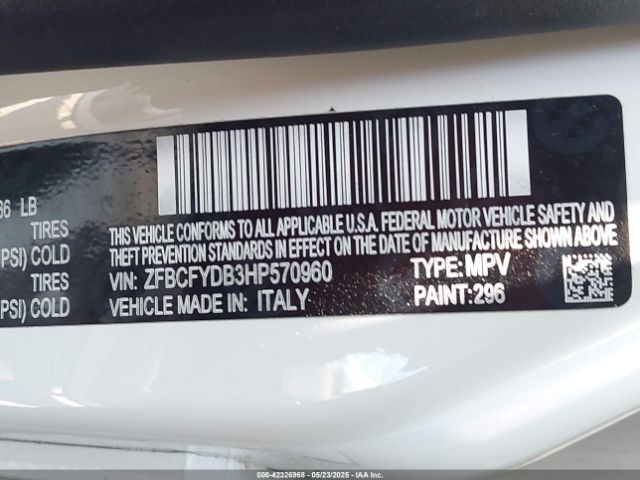 36 LB
TIRES
PSI) COLD
TIRES
PSI) COLD
THIS VEHICLE CONFORMS TO ALL APPLICABLE U.S.A. FEDERAL MOTOR VEHICLE SAFETY AND
THEFT PREVENTION STANDARDS IN EFFECT ON THE DATE OF MANUFACTURE SHOWN ABOVE
VIN: ZFBCFYDB3HP570960 TYPE: MPV
VEHICLE MADE IN: ITALY PAINT: 296
000-42326968 - 05/23/2025 - IAAI.COM